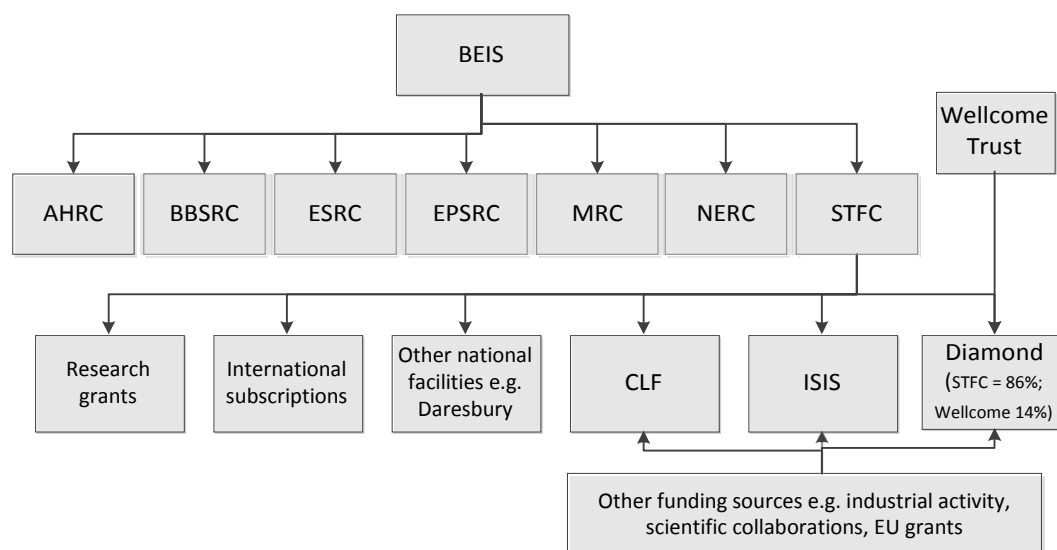 BEIS
Wellcome
Trust
AHRC
BBSRC
ESRC
EPSRC
MRC
NERC
STFC
Research
grants
International
subscriptions
Other national
facilities e.g.
Daresbury
CLF
ISIS
Diamond
(STFC = 86%;
Wellcome 14%)
Other funding sources e.g. industrial activity,
scientific collaborations, EU grants